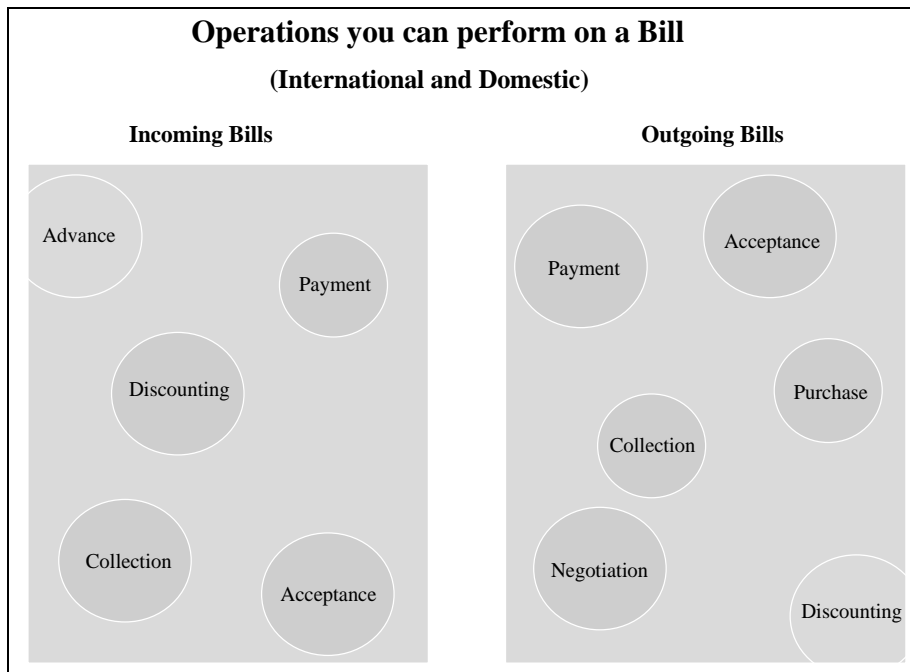 Operations you can perform on a Bill
(International and Domestic)
Incoming Bills
Advance
Payment
Discounting
Collection
Acceptance
Outgoing Bills
Payment
Acceptance
Purchase
Collection
Negotiation
Discounting